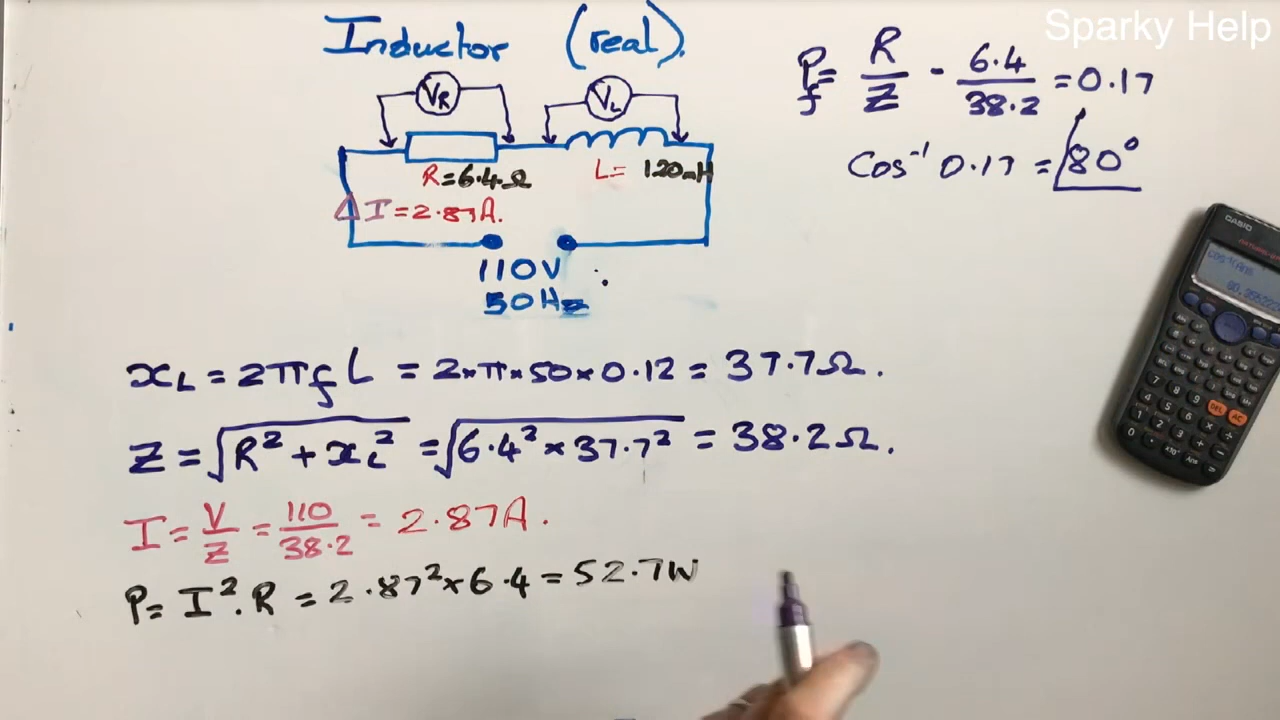 Sparky Help
Inductor (real).
VR VL
R=6.4Ω L= 120mH
I=2.87A.
110V
50Hz
Pf= R/Z - 6.4/38.2 =0.17
Cos⁻¹ 0.17 = 80°
CASIO
xL = 2πfL = 2×π×50×0.12 = 37.7Ω.
Z = √R² + xL² = √6.4² × 37.7² = 38.2Ω.
I = V/Z = 110/38.2 = 2.87A.
P= I².R = 2.87² × 6.4 = 52.7W